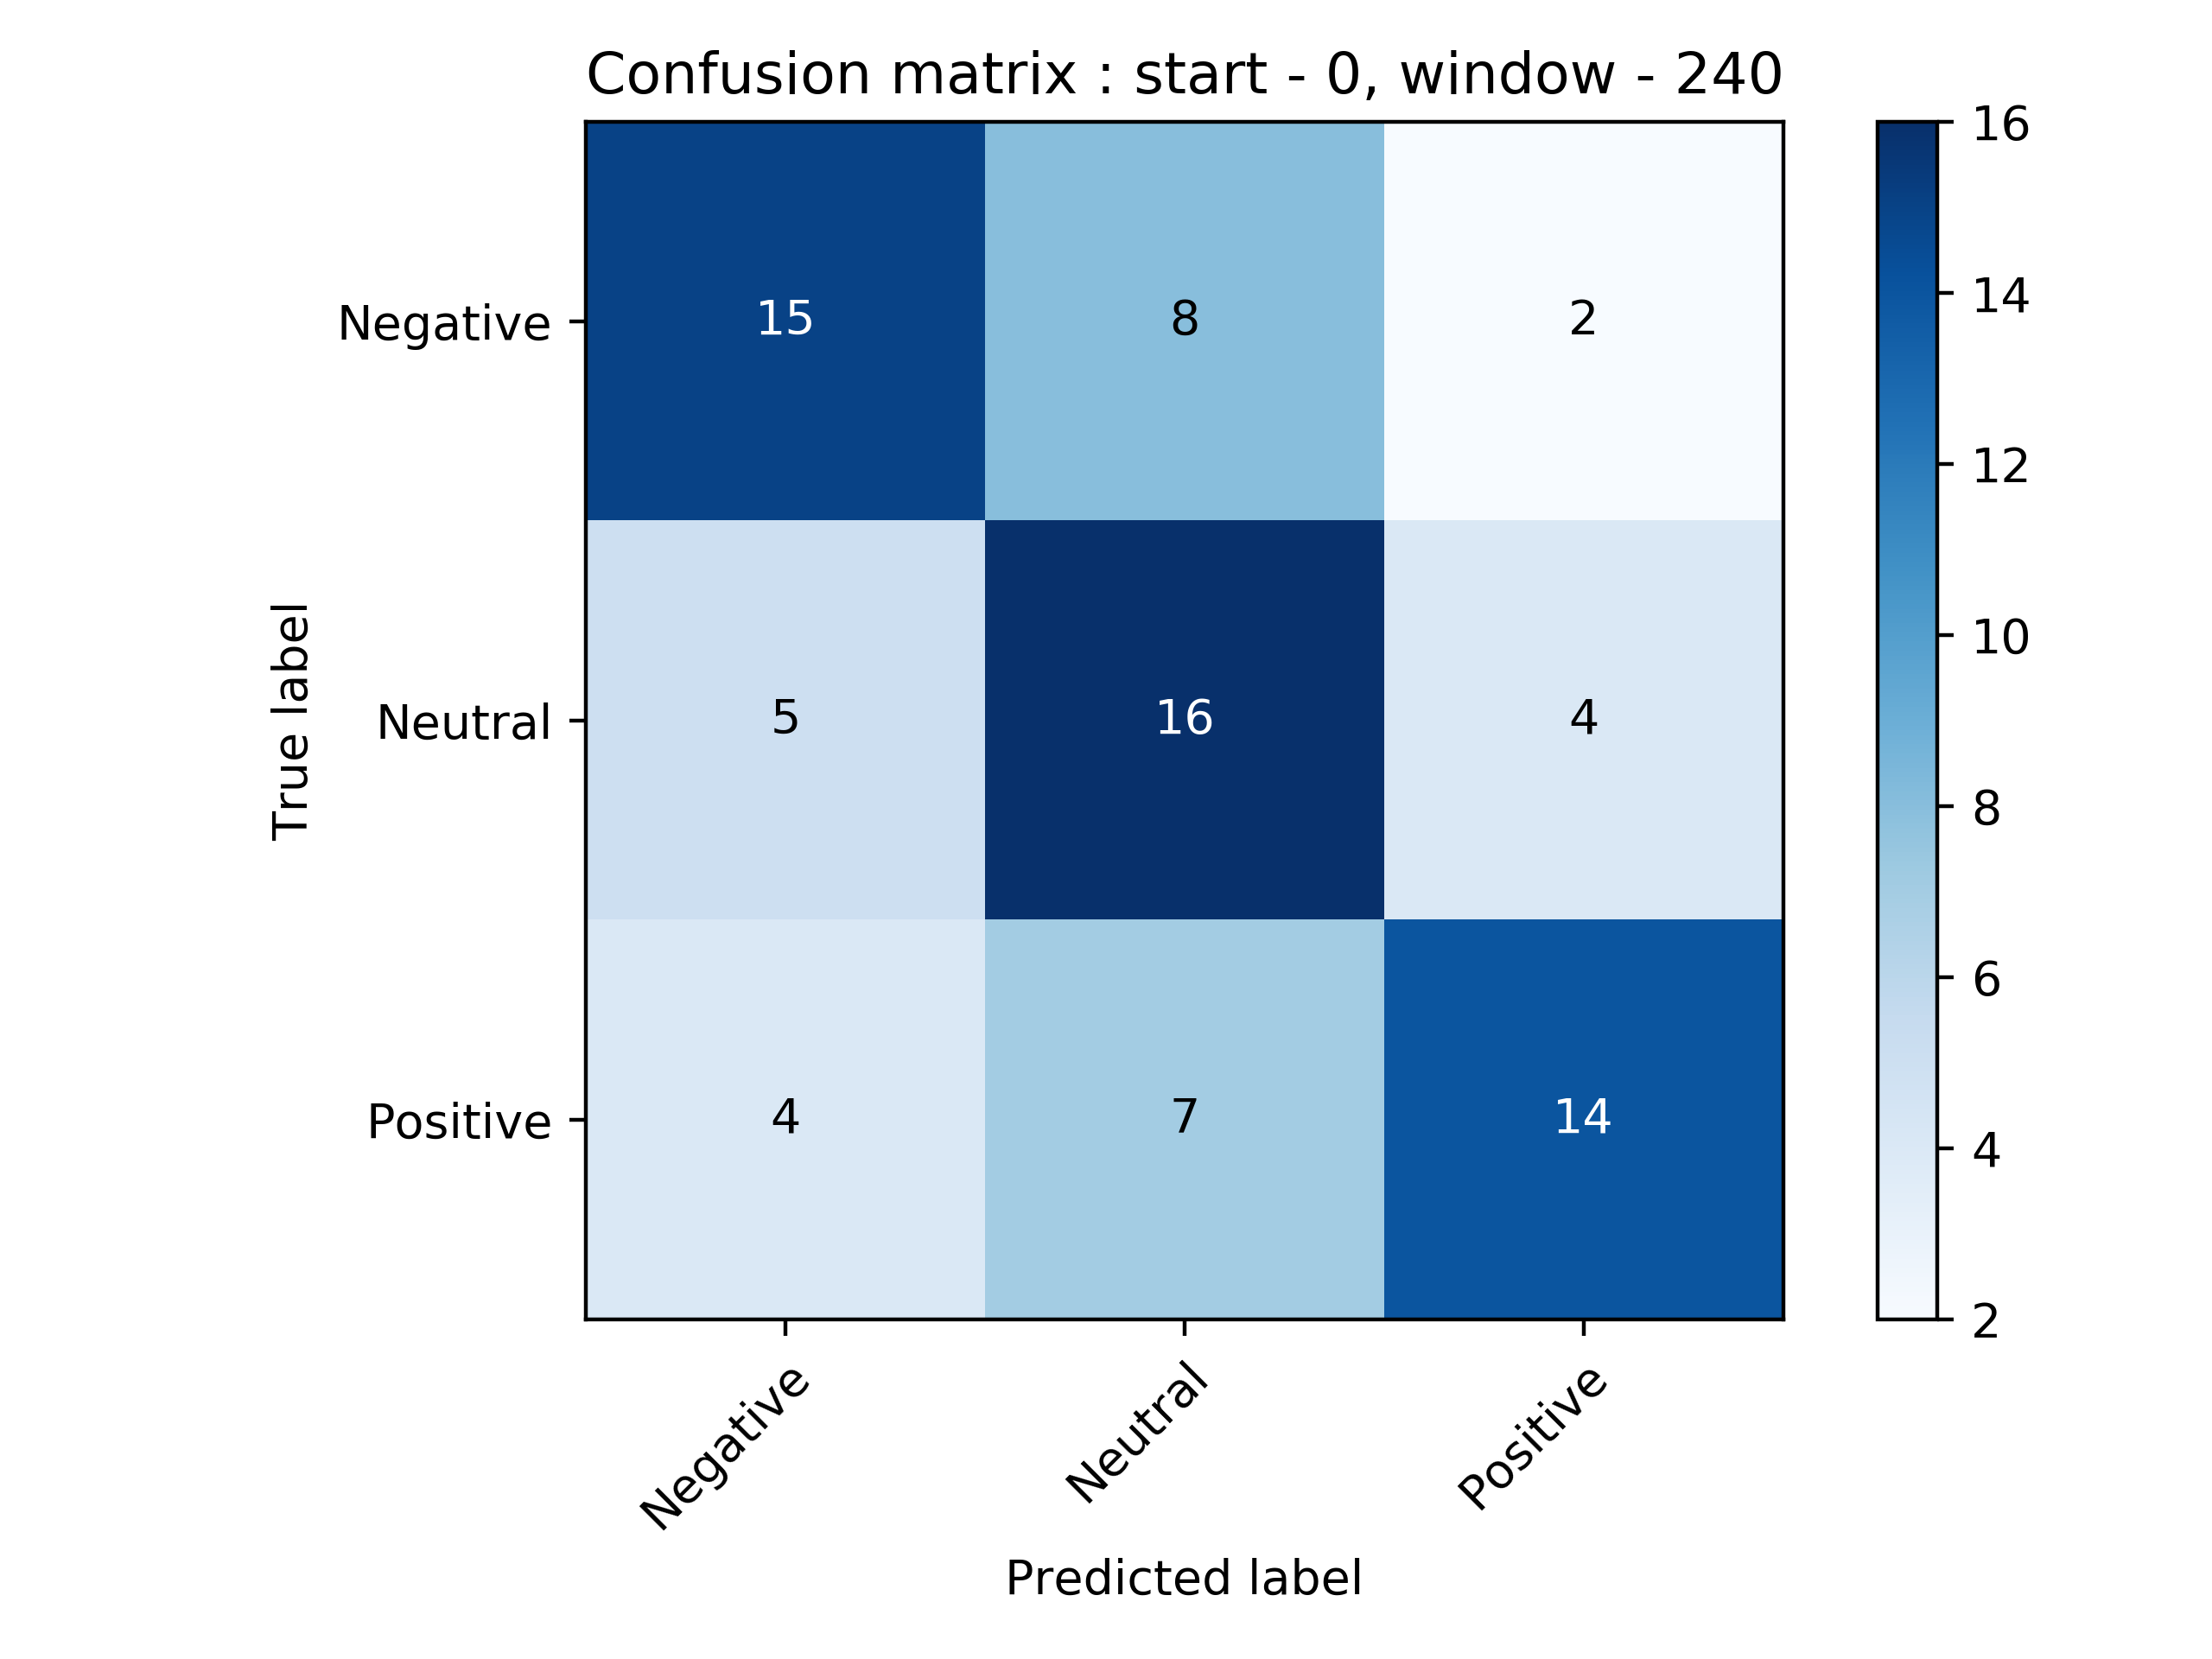 Confusion matrix : start - 0, window - 240
True label
Negative
15 8 2
Neutral
5 16 4
Positive
4 7 14
Negative
Neutral
Positive
Predicted label
16
14
12
10
8
6
4
2